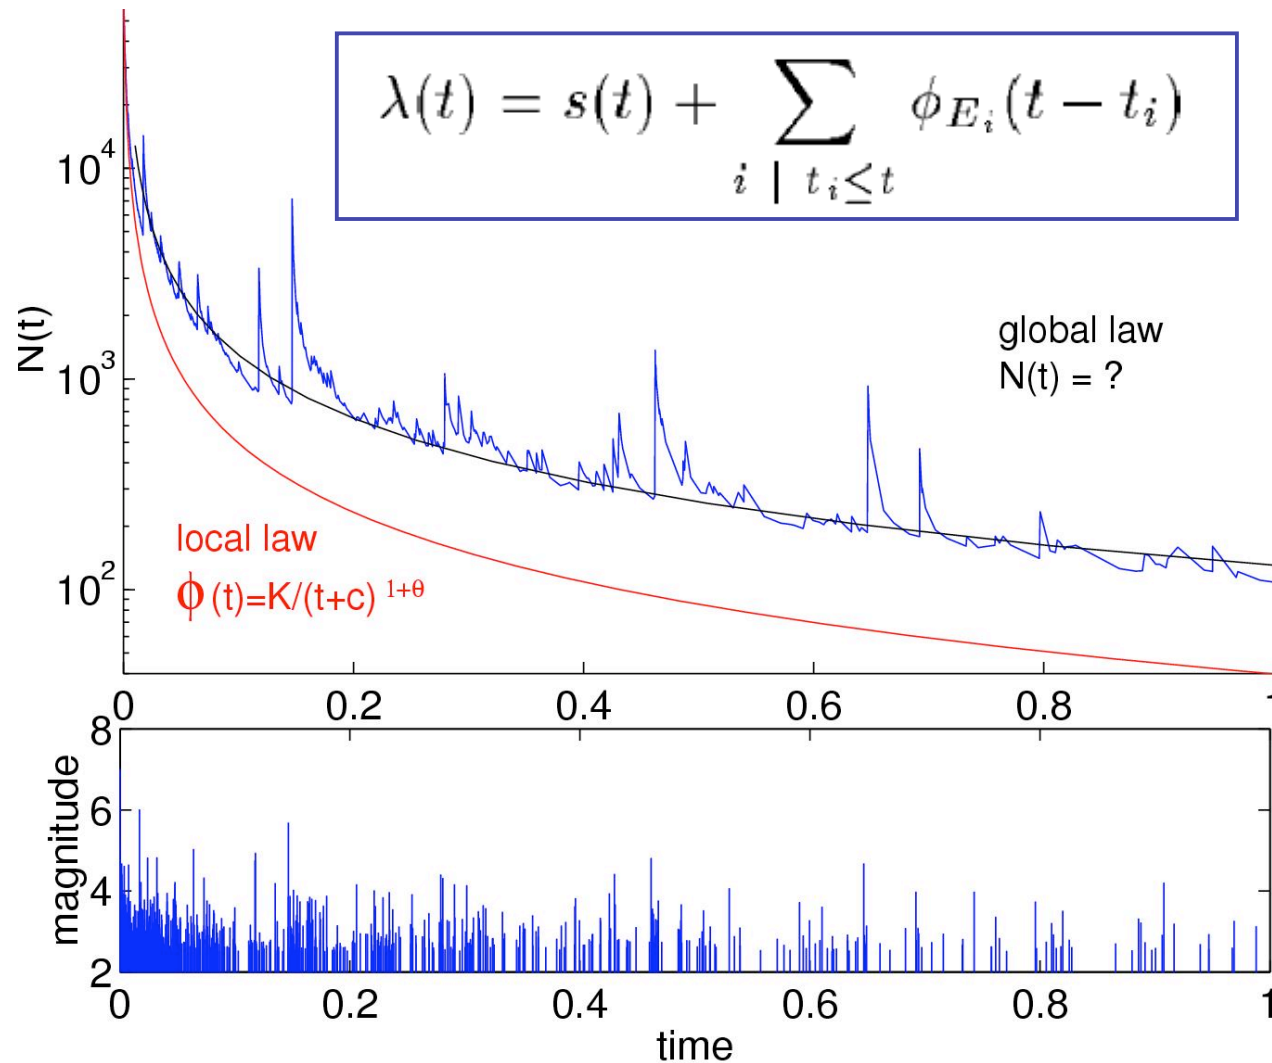 λ(t) = s(t) + ∑ ϕ_{E_i}(t − t_i)
i | t_i≤t
N(t)
10^4
10^3
10^2
global law
N(t) = ?
local law
ϕ (t)=K/(t+c) ^{1+θ}
0 0.2 0.4 0.6 0.8
magnitude
8
6
4
2
0 0.2 0.4 0.6 0.8 1
time